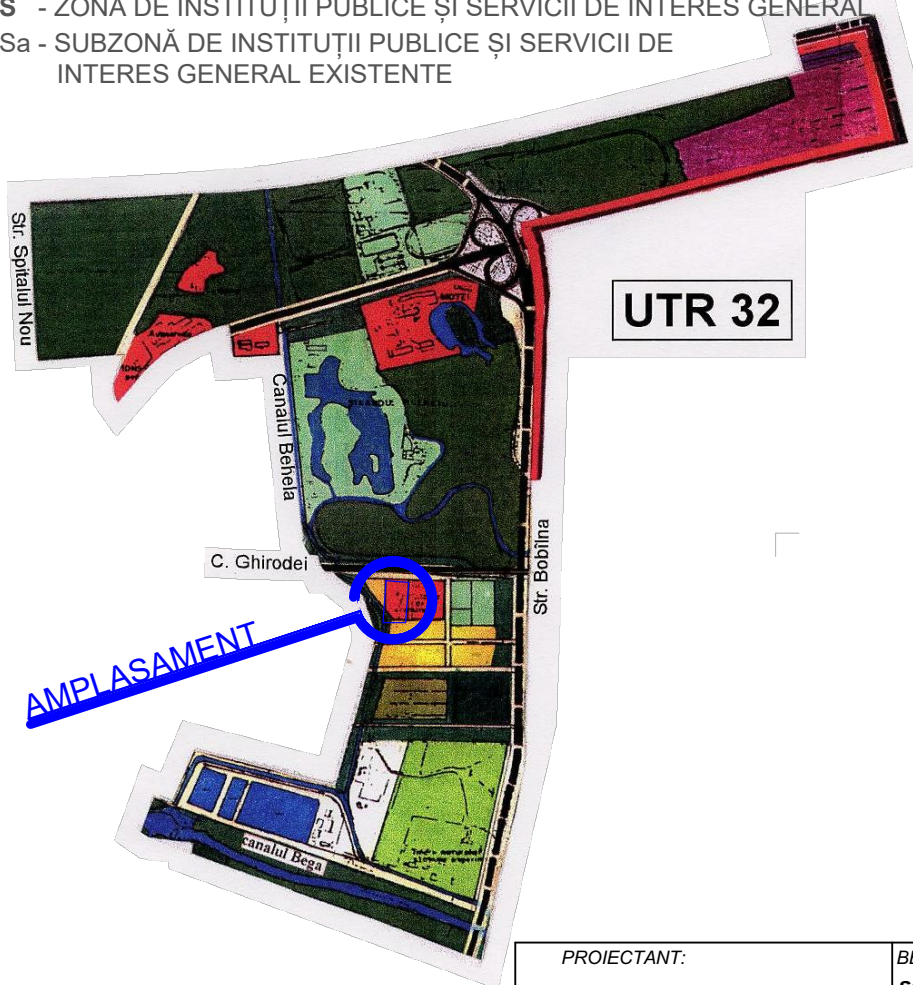 S - ZONĂ DE INSTITUȚII PUBLICE ȘI SERVICII DE INTERES GENERAL
Sa - SUBZONĂ DE INSTITUȚII PUBLICE ȘI SERVICII DE
INTERES GENERAL EXISTENTE
Str. Spitalul Nou
UTR 32
MOTEL
Canalul Behela
C. Ghirodei
Str. Bobîlna
AMPLASAMENT
canalul Bega
PROIECTANT: